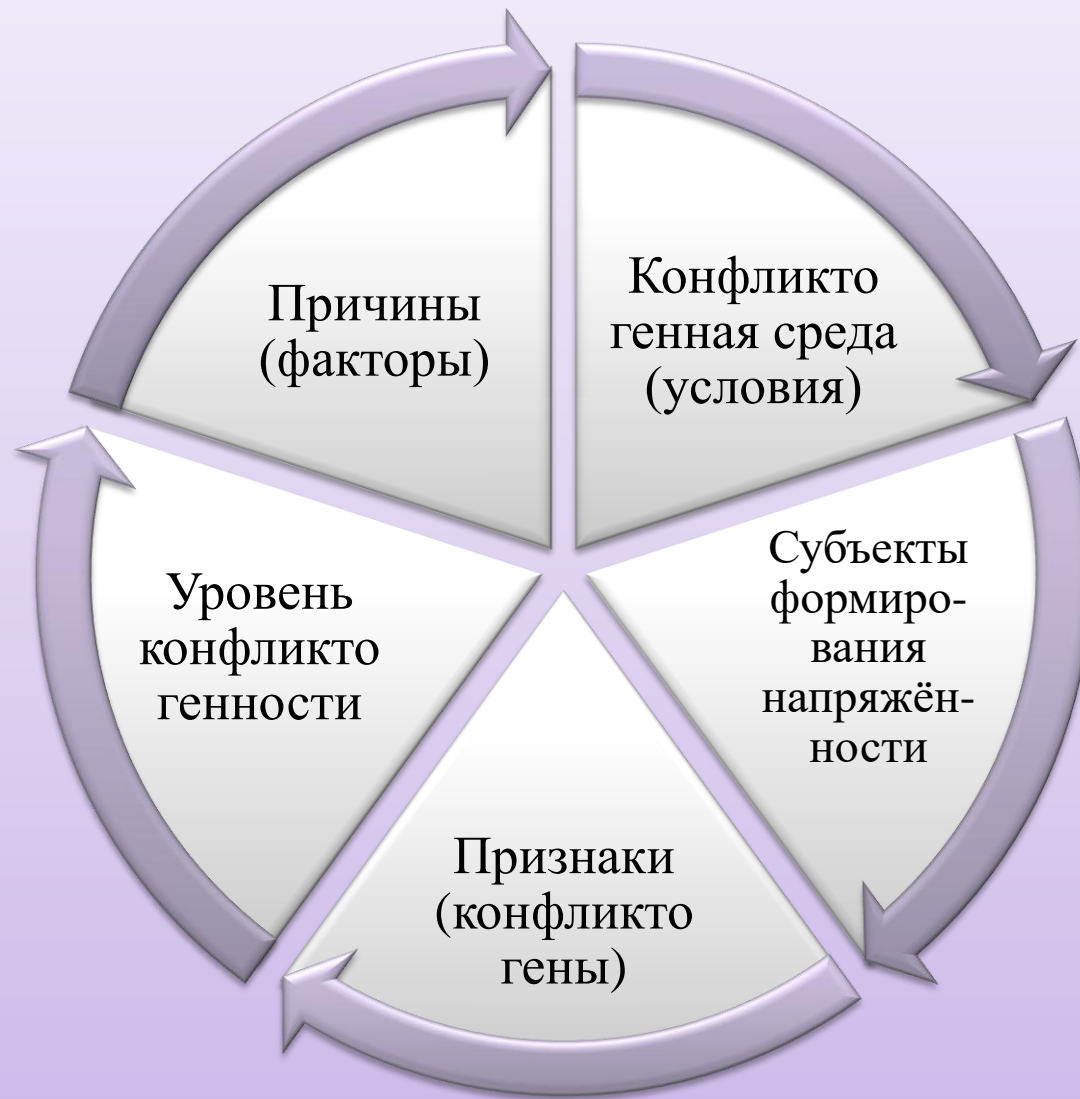 Причины
(факторы)
Конфликто
генная среда
(условия)
Субъекты
формиро-
вания
напряжён-
ности
Признаки
(конфликто
гены)
Уровень
конфликто
генности